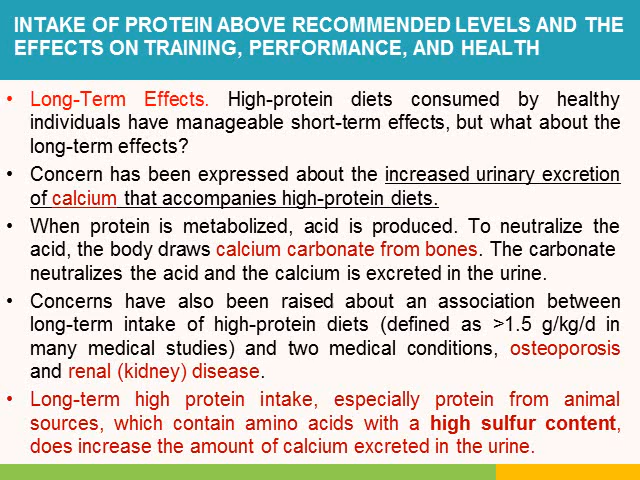 INTAKE OF PROTEIN ABOVE RECOMMENDED LEVELS AND THE
EFFECTS ON TRAINING, PERFORMANCE, AND HEALTH
• Long-Term Effects. High-protein diets consumed by healthy
individuals have manageable short-term effects, but what about the
long-term effects?
• Concern has been expressed about the increased urinary excretion
of calcium that accompanies high-protein diets.
• When protein is metabolized, acid is produced. To neutralize the
acid, the body draws calcium carbonate from bones. The carbonate
neutralizes the acid and the calcium is excreted in the urine.
• Concerns have also been raised about an association between
long-term intake of high-protein diets (defined as >1.5 g/kg/d in
many medical studies) and two medical conditions, osteoporosis
and renal (kidney) disease.
• Long-term high protein intake, especially protein from animal
sources, which contain amino acids with a high sulfur content,
does increase the amount of calcium excreted in the urine.